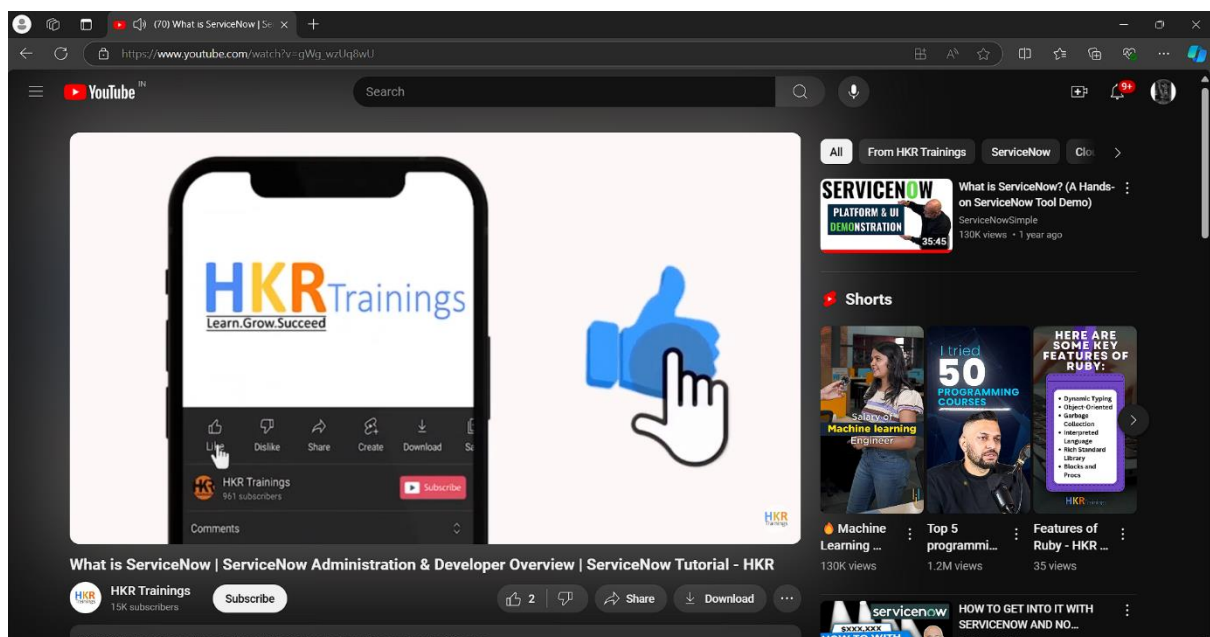 (70) What is ServiceNow | Se
https://www.youtube.com/watch?v=gWg_wzUq8wU
YouTube IN
Search
9+
HKR Trainings
Learn.Grow.Succeed
Like
Dislike
Share
Create
Download
Sa
HKR Trainings
961 subscribers
Subscribe
Comments
HKR
Trainings
What is ServiceNow | ServiceNow Administration & Developer Overview | ServiceNow Tutorial - HKR
HKR Trainings
15K subscribers
Subscribe
2
Share
Download
All
From HKR Trainings
ServiceNow
Clo
SERVICENOW
PLATFORM & UI
DEMONSTRATION
35:45
What is ServiceNow? (A Hands-
on ServiceNow Tool Demo)
ServiceNowSimple
130K views • 1 year ago
Shorts
Salary of
Machine learning
Engineer
I tried
50
PROGRAMMING
COURSES
HERE ARE
SOME KEY
FEATURES OF
RUBY:
• Dynamic Typing
• Object-Oriented
• Garbage
Collection
• Interpreted
Language
• Rich Standard
Library
• Blocks and
Procs
HKR
Machine
Learning ...
130K views
Top 5
programmi...
1.2M views
Features of
Ruby - HKR ...
35 views
servicenow
$XXX,XXX
HOW TO GET INTO IT WITH
SERVICENOW AND NO...